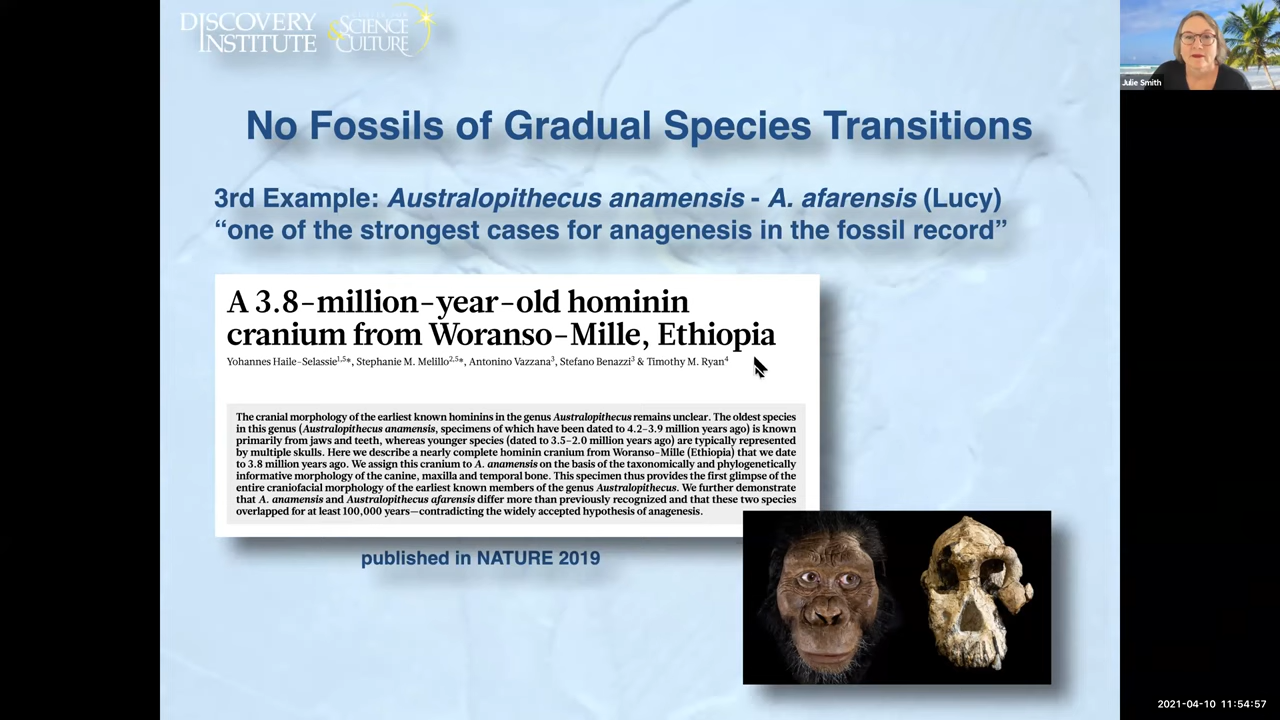 DISCOVERY
INSTITUTE
CENTER FOR
SCIENCE
& CULTURE
Julie Smith
No Fossils of Gradual Species Transitions
3rd Example: Australopithecus anamensis - A. afarensis (Lucy)
“one of the strongest cases for anagenesis in the fossil record”
A 3.8-million-year-old hominin
cranium from Woranso-Mille, Ethiopia
Yohannes Haile-Selassie1,5*, Stephanie M. Melillo2,5*, Antonino Vazzana3, Stefano Benazzi3 & Timothy M. Ryan4
The cranial morphology of the earliest known hominins in the genus Australopithecus remains unclear. The oldest species
in this genus (Australopithecus anamensis, specimens of which have been dated to 4.2–3.9 million years ago) is known
primarily from jaws and teeth, whereas younger species (dated to 3.5–2.0 million years ago) are typically represented
by multiple skulls. Here we describe a nearly complete hominin cranium from Woranso-Mille (Ethiopia) that we date
to 3.8 million years ago. We assign this cranium to A. anamensis on the basis of the taxonomically and phylogenetically
informative morphology of the canine, maxilla and temporal bone. This specimen thus provides the first glimpse of the
entire craniofacial morphology of the earliest known members of the genus Australopithecus. We further demonstrate
that A. anamensis and Australopithecus afarensis differ more than previously recognized and that these two species
overlapped for at least 100,000 years—contradicting the widely accepted hypothesis of anagenesis.
published in NATURE 2019
2021-04-10 11:54:57